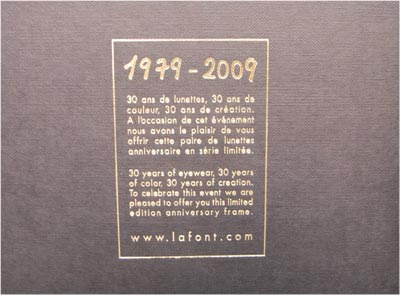 1979-2009
30 ans de lunettes, 30 ans de
couleur, 30 ans de création.
A l'occasion de cet évènement
nous avons le plaisir de vous
offrir cette paire de lunettes
anniversaire en série limitée.
30 years of eyewear, 30 years
of color, 30 years of creation.
To celebrate this event we are
pleased to offer you this limited
edition anniversary frame.
www.lafont.com